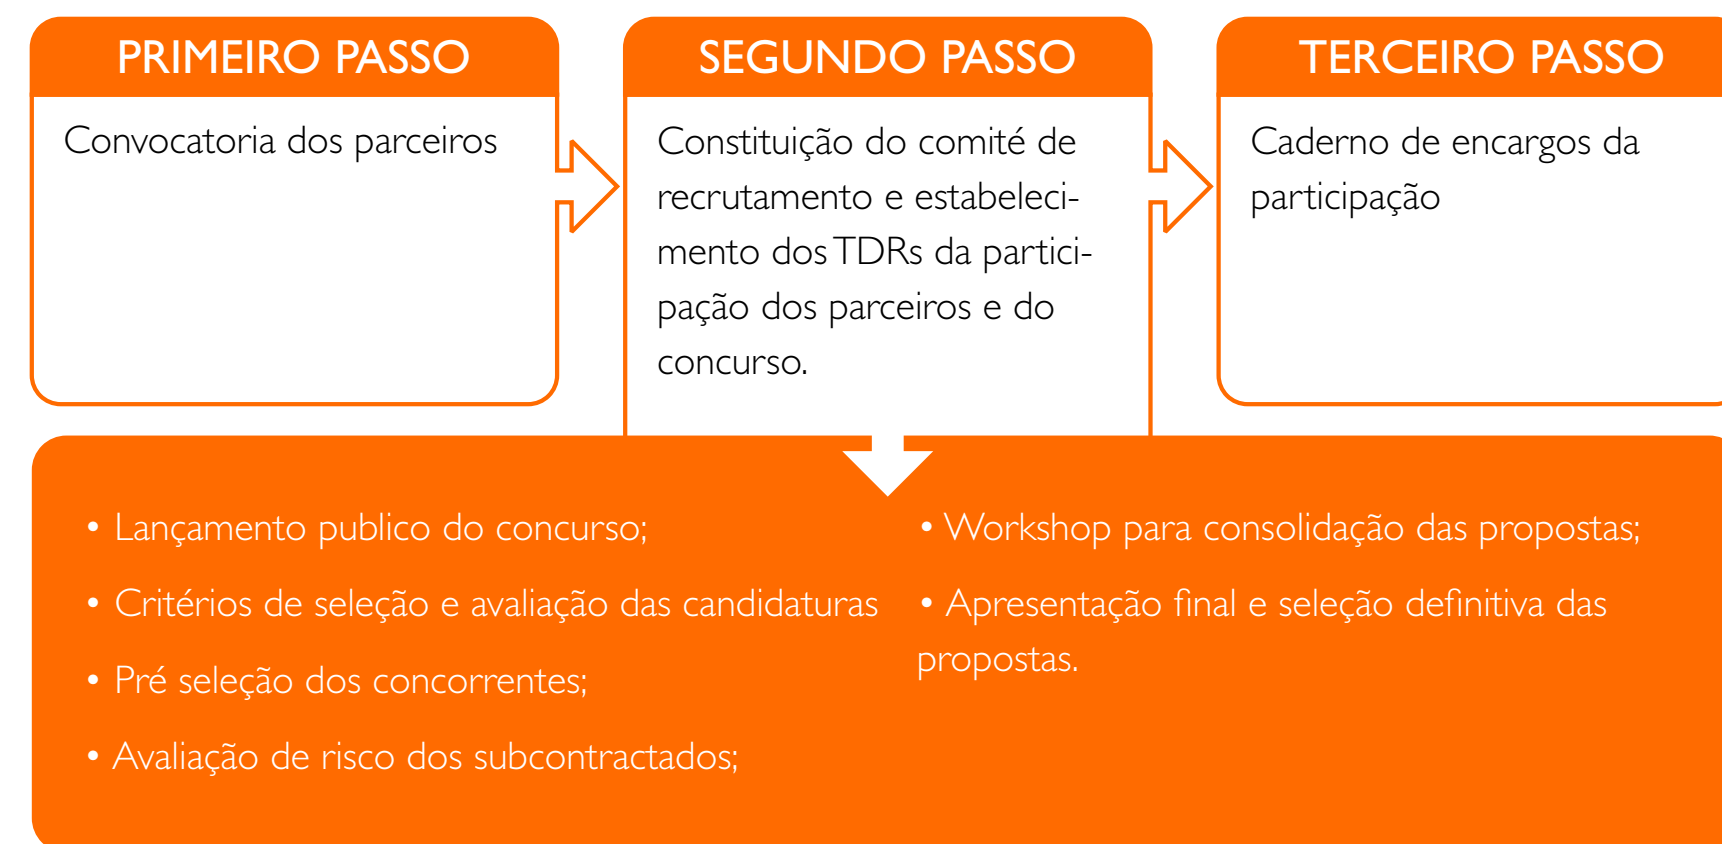 PRIMEIRO PASSO
Convocatoria dos parceiros
SEGUNDO PASSO
Constituição do comité de
recrutamento e estabeleci-
mento dos TDRs da partici-
pação dos parceiros e do
concurso.
TERCEIRO PASSO
Caderno de encargos da
participação
• Lançamento publico do concurso;
• Critérios de seleção e avaliação das candidaturas
• Pré seleção dos concorrentes;
• Avaliação de risco dos subcontractados;
• Workshop para consolidação das propostas;
• Apresentação final e seleção definitiva das
propostas.